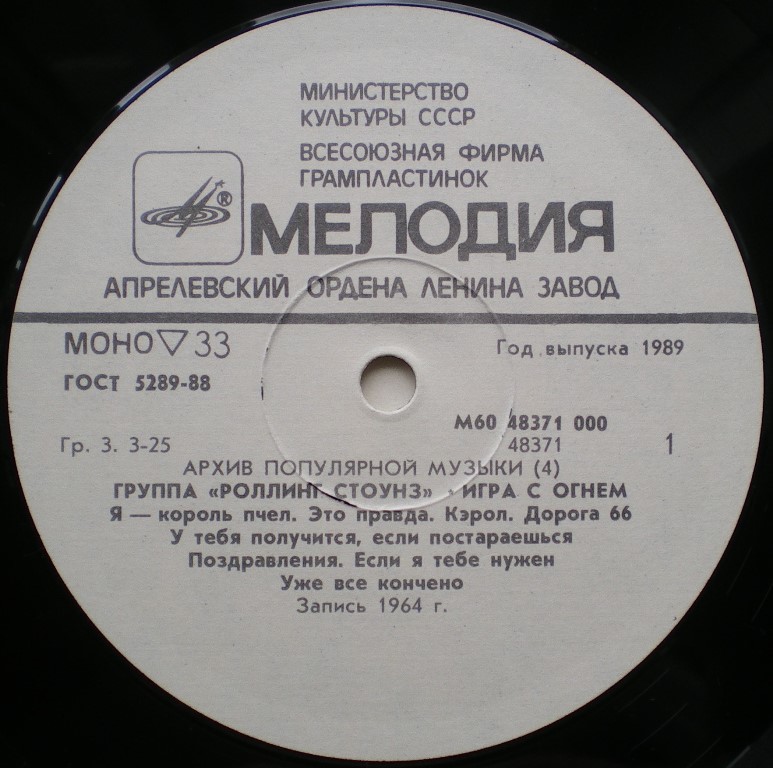 МИНИСТЕРСТВО
КУЛЬТУРЫ СССР
ВСЕСОЮЗНАЯ ФИРМА
ГРАМПЛАСТИНОК
®
МЕЛОДИЯ
АПРЕЛЕВСКИЙ ОРДЕНА ЛЕНИНА ЗАВОД
МОНО ▽ 33
Год выпуска 1989
ГОСТ 5289-88
М60 48371 000
Гр. 3. 3-25
48371
1
АРХИВ ПОПУЛЯРНОЙ МУЗЫКИ (4)
ГРУППА «РОЛЛИНГ СТОУНЗ» • ИГРА С ОГНЕМ
Я — король пчел. Это правда. Кэрол. Дорога 66
У тебя получится, если постараешься
Поздравления. Если я тебе нужен
Уже все кончено
Запись 1964 г.